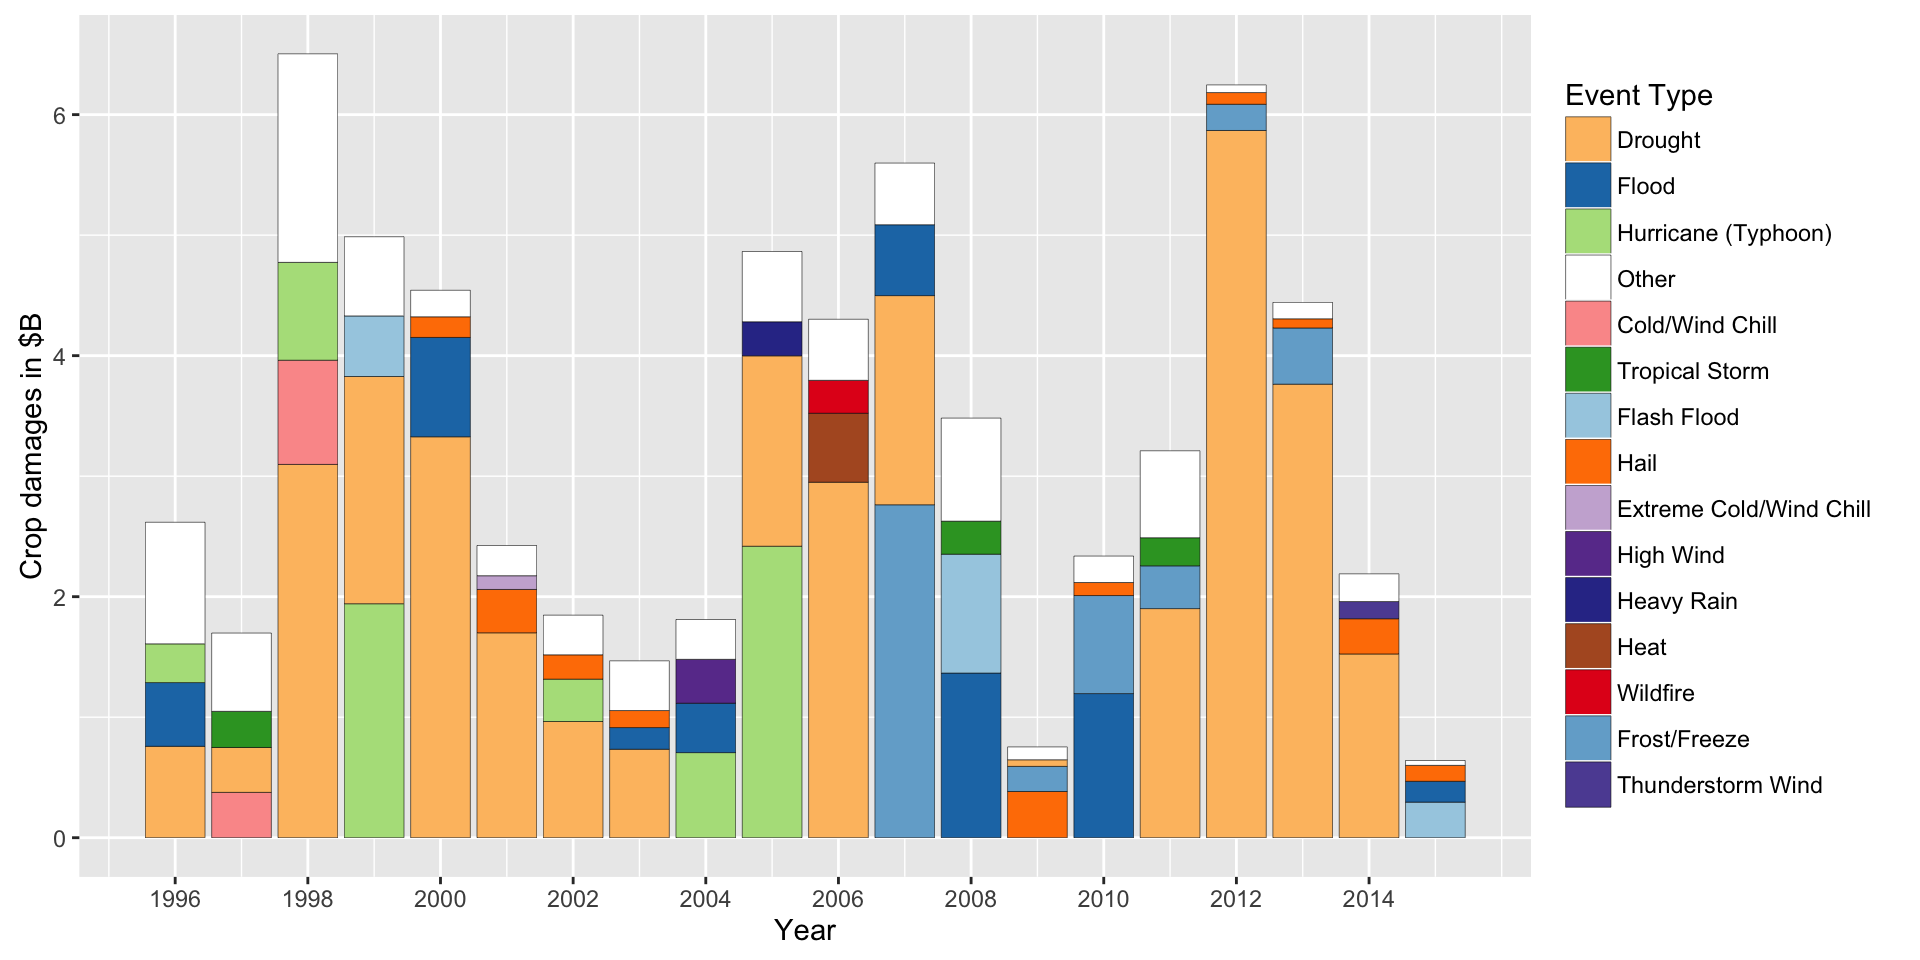 Crop damages in $B
6
4
2
0
1996
1998
2000
2002
2004
2006
2008
2010
2012
2014
Year
Event Type
Drought
Flood
Hurricane (Typhoon)
Other
Cold/Wind Chill
Tropical Storm
Flash Flood
Hail
Extreme Cold/Wind Chill
High Wind
Heavy Rain
Heat
Wildfire
Frost/Freeze
Thunderstorm Wind